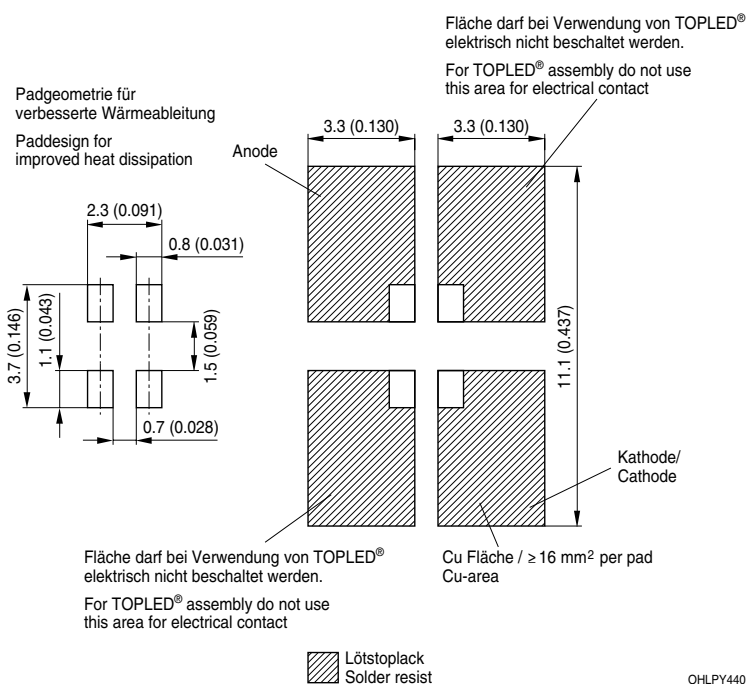 Fläche darf bei Verwendung von TOPLED®
elektrisch nicht beschaltet werden.
For TOPLED® assembly do not use
this area for electrical contact
Padgeometrie für
verbesserte Wärmeableitung
Paddesign for
improved heat dissipation
Anode
3.3 (0.130)
3.3 (0.130)
2.3 (0.091)
0.8 (0.031)
3.7 (0.146)
1.1 (0.043)
1.5 (0.059)
0.7 (0.028)
11.1 (0.437)
Kathode/
Cathode
Fläche darf bei Verwendung von TOPLED®
elektrisch nicht beschaltet werden.
For TOPLED® assembly do not use
this area for electrical contact
Cu Fläche / ≥ 16 mm² per pad
Cu-area
Lötstoplack
Solder resist
OHLPY440